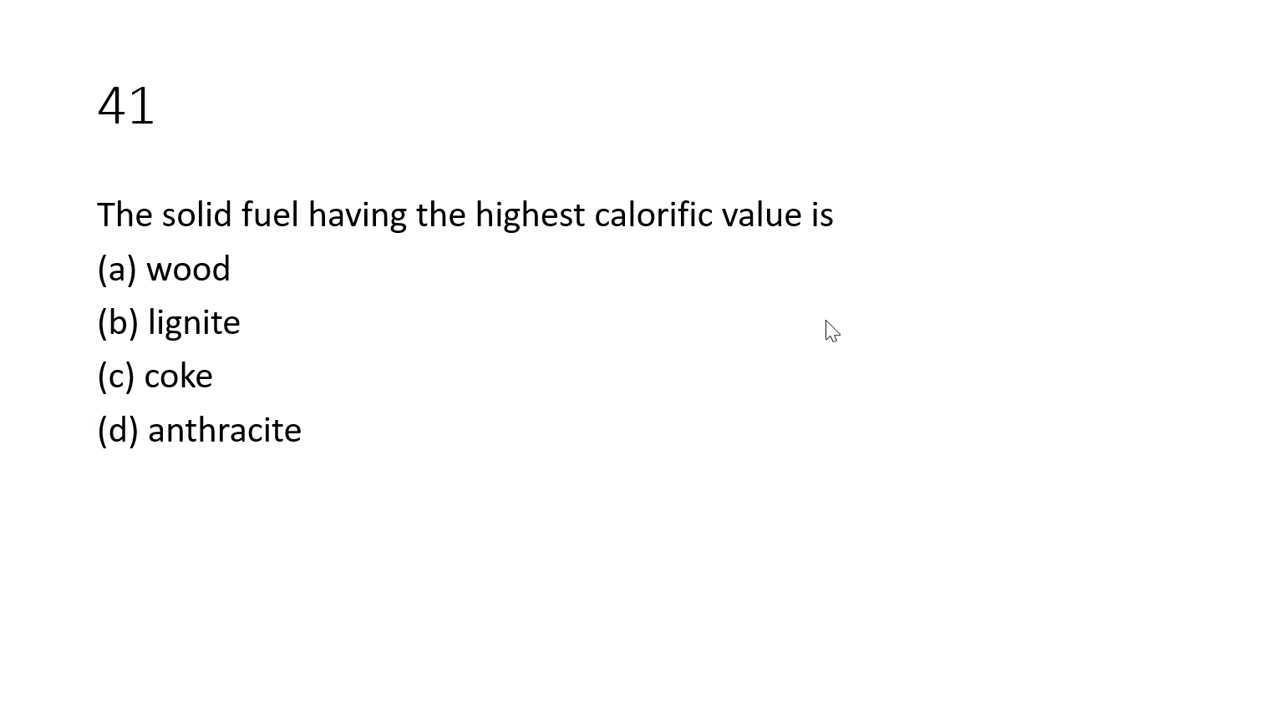 41
The solid fuel having the highest calorific value is
(a) wood
(b) lignite
(c) coke
(d) anthracite